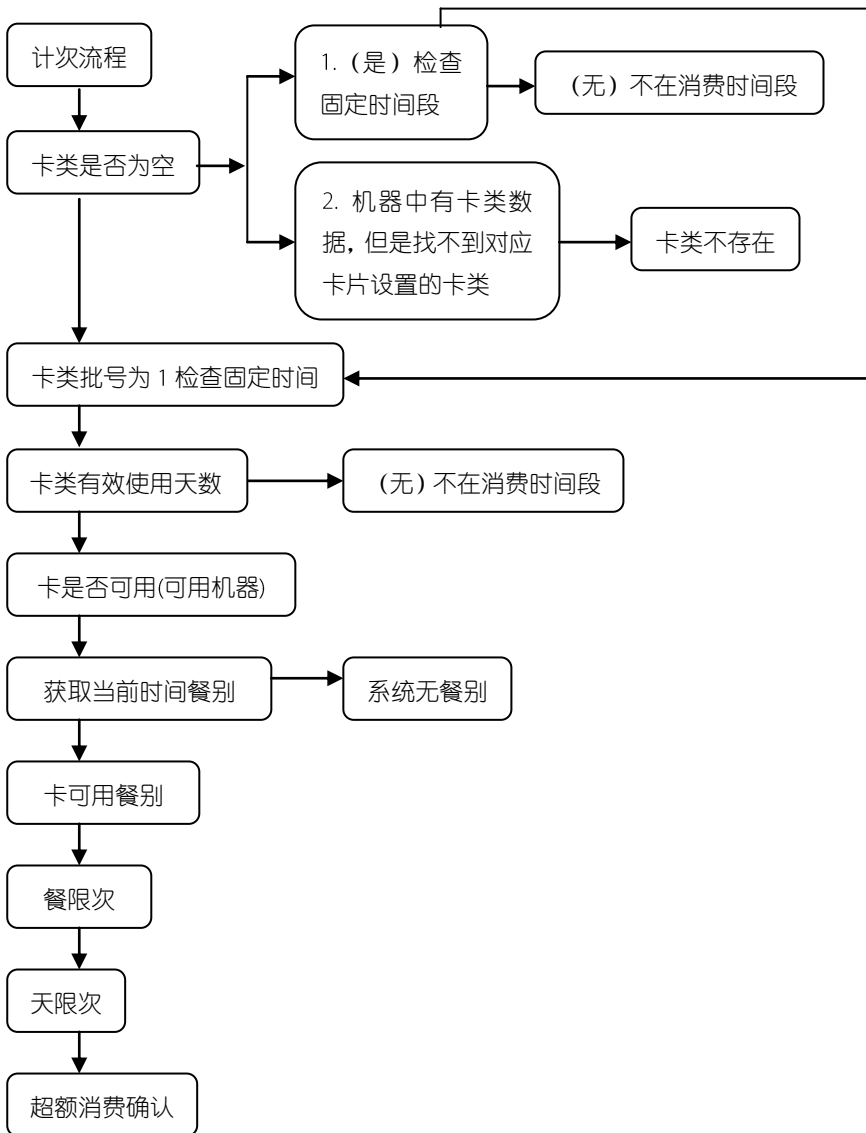 计次流程
1.（是）检查
固定时间段
（无）不在消费时间段
卡类是否为空
2. 机器中有卡类数
据，但是找不到对应
卡片设置的卡类
卡类不存在
卡类批号为 1 检查固定时间
卡类有效使用天数
（无）不在消费时间段
卡是否可用(可用机器)
获取当前时间餐别
系统无餐别
卡可用餐别
餐限次
天限次
超额消费确认